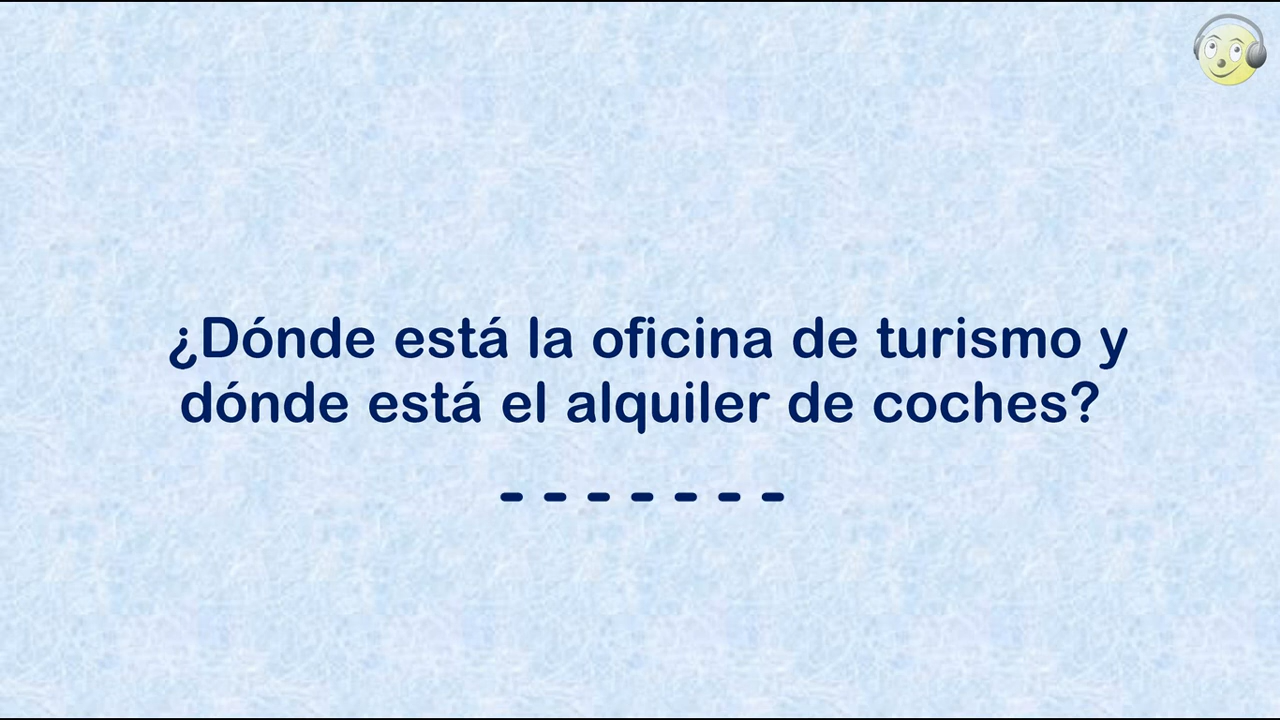 ¿Dónde está la oficina de turismo y
dónde está el alquiler de coches?
- - - - - - -